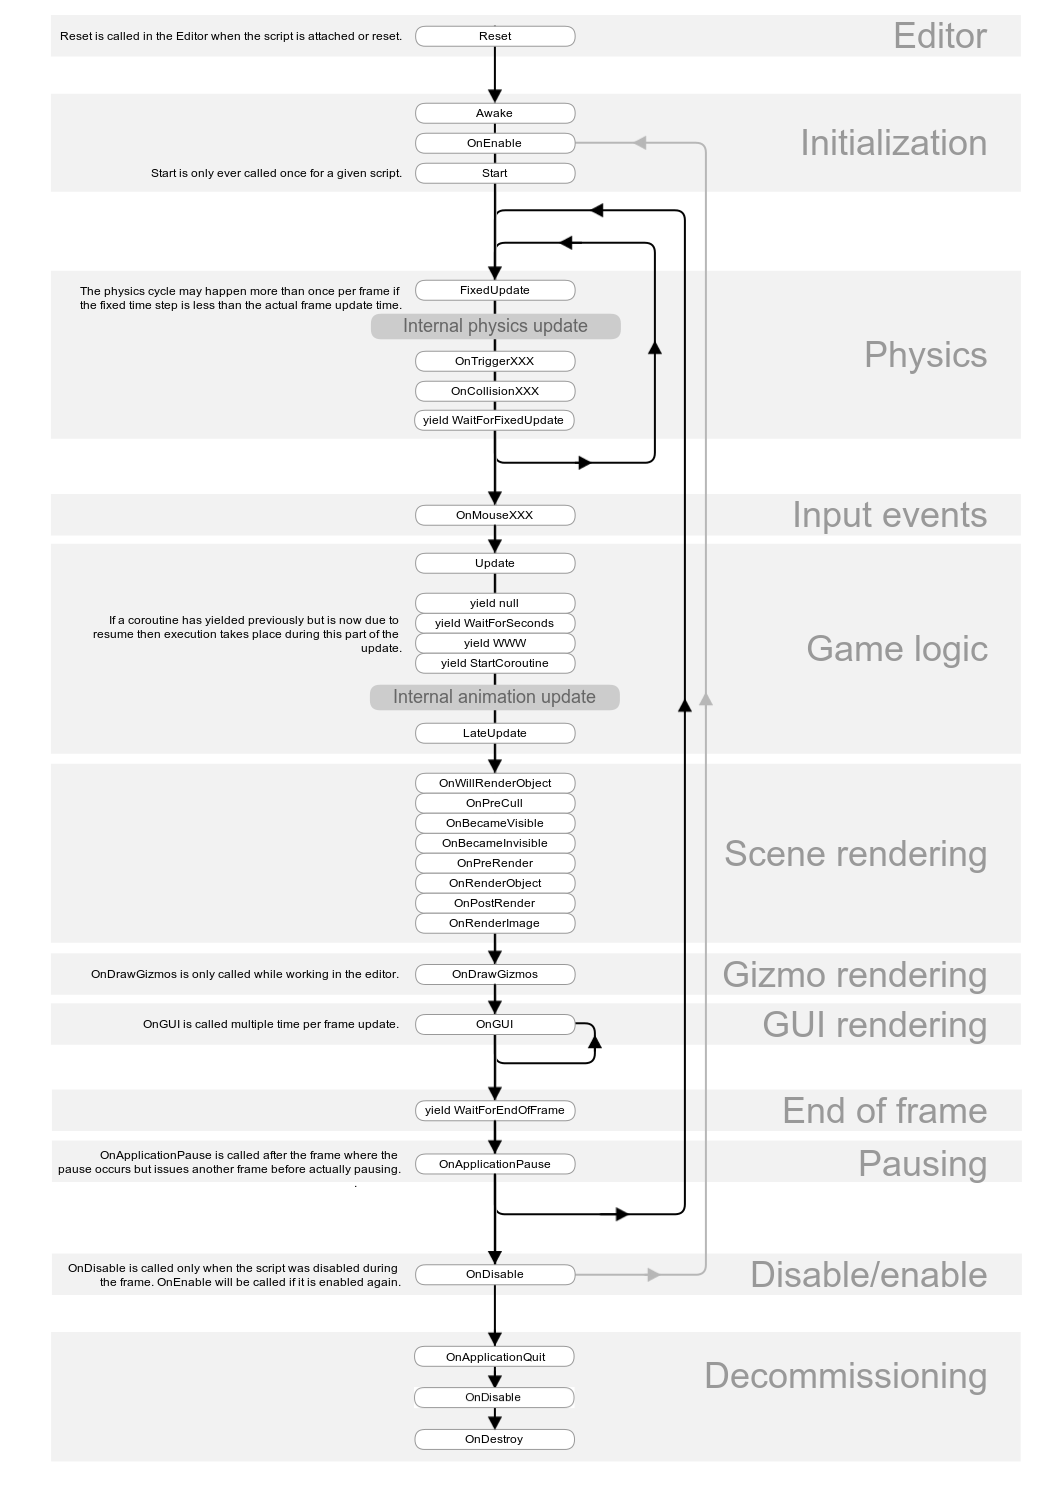 Reset is called in the Editor when the script is attached or reset.
Reset
Editor
Awake
OnEnable
Initialization
Start is only ever called once for a given script.
Start
The physics cycle may happen more than once per frame if
the fixed time step is less than the actual frame update time.
FixedUpdate
Internal physics update
Physics
OnTriggerXXX
OnCollisionXXX
yield WaitForFixedUpdate
OnMouseXXX
Input events
Update
yield null
If a coroutine has yielded previously but is now due to
resume then execution takes place during this part of the
update.
yield WaitForSeconds
yield WWW
yield StartCoroutine
Game logic
Internal animation update
LateUpdate
OnWillRenderObject
OnPreCull
OnBecameVisible
OnBecameInvisible
OnPreRender
OnRenderObject
OnPostRender
OnRenderImage
Scene rendering
OnDrawGizmos is only called while working in the editor.
OnDrawGizmos
Gizmo rendering
OnGUI is called multiple time per frame update.
OnGUI
GUI rendering
yield WaitForEndOfFrame
End of frame
OnApplicationPause is called after the frame where the
pause occurs but issues another frame before actually pausing.
.
OnApplicationPause
Pausing
OnDisable is called only when the script was disabled during
the frame. OnEnable will be called if it is enabled again.
OnDisable
Disable/enable
OnApplicationQuit
Decommissioning
OnDisable
OnDestroy